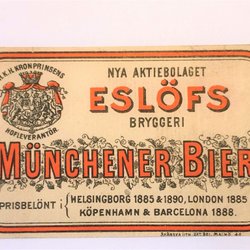 H.K.H. KRONPRINSENS
HOFLEVERANTÖR
NYA AKTIEBOLAGET
ESLÖFS
BRYGGERI
MÜNCHENER BIER
PRISBELÖNT i HELSINGBORG 1885 & 1890, LONDON 1885
KÖPENHAMN & BARCELONA 1888.